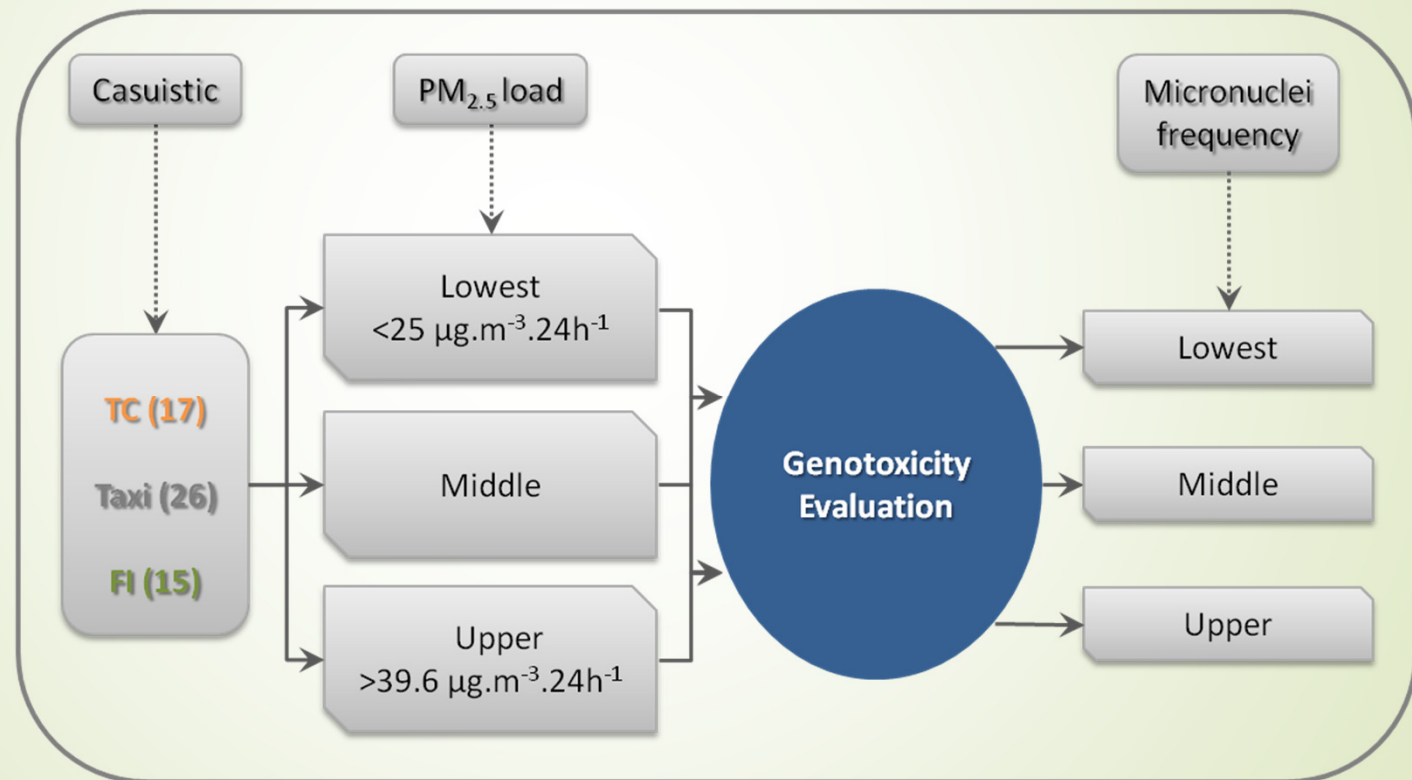 Casuistic
PM₂.₅ load
Micronuclei
frequency
TC (17)
Taxi (26)
FI (15)
Lowest
<25 µg.m⁻³.24h⁻¹
Middle
Upper
>39.6 µg.m⁻³.24h⁻¹
Genotoxicity
Evaluation
Lowest
Middle
Upper